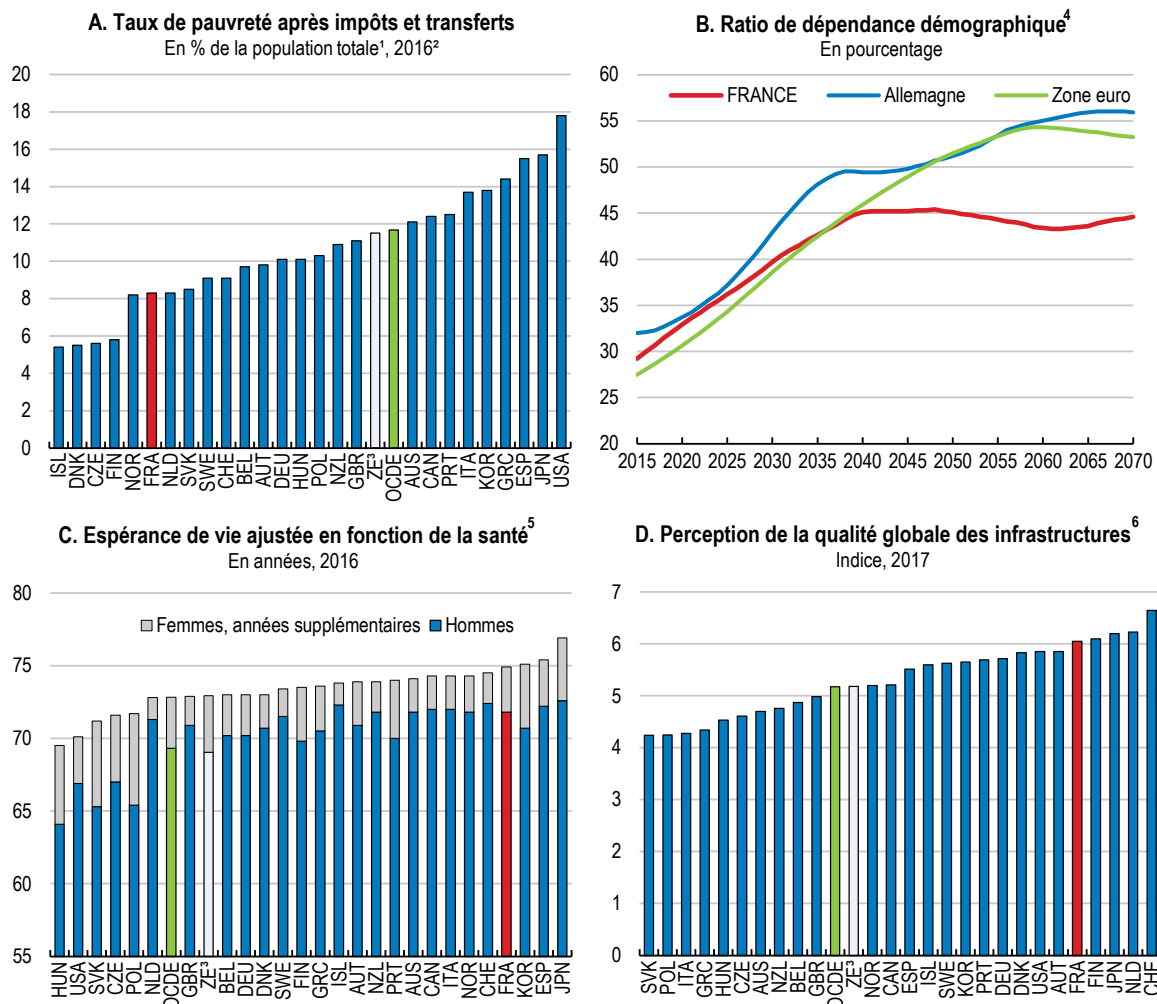 A. Taux de pauvreté après impôts et transferts
En % de la population totale¹, 2016²
20
18
16
14
12
10
8
6
4
2
0
ISL DNK CZE FIN NOR FRA NLD SVK SWE CHE BEL AUT DEU HUN POL NZL GBR ZE³ OCDE AUS CAN PRT ITA KOR GRC ESP JPN USA
B. Ratio de dépendance démographique⁴
En pourcentage
FRANCE Allemagne Zone euro
60
55
50
45
40
35
30
25
20
2015 2020 2025 2030 2035 2040 2045 2050 2055 2060 2065 2070
C. Espérance de vie ajustée en fonction de la santé⁵
En années, 2016
Femmes, années supplémentaires Hommes
80
75
70
65
60
55
HUN USA SVK CZE POL NLD OCDE GBR ZE³ BEL DEU DNK SWE FIN GRC ISL AUT NZL PRT AUS CAN ITA NOR CHE FRA KOR ESP JPN
D. Perception de la qualité globale des infrastructures⁶
Indice, 2017
7
6
5
4
3
2
1
0
SVK POL ITA GRC HUN CZE AUS NZL BEL GBR OCDE ZE³ NOR CAN ESP ISL SWE KOR PRT DEU DNK USA AUT FRA FIN JPN NLD CHE